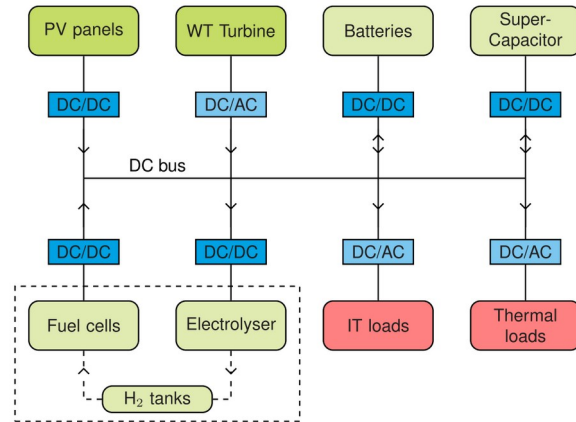 PV panels
WT Turbine
Batteries
Super-
Capacitor
DC/DC
DC/AC
DC/DC
DC/DC
DC bus
DC/DC
DC/DC
DC/AC
DC/AC
Fuel cells
Electrolyser
IT loads
Thermal
loads
H₂ tanks